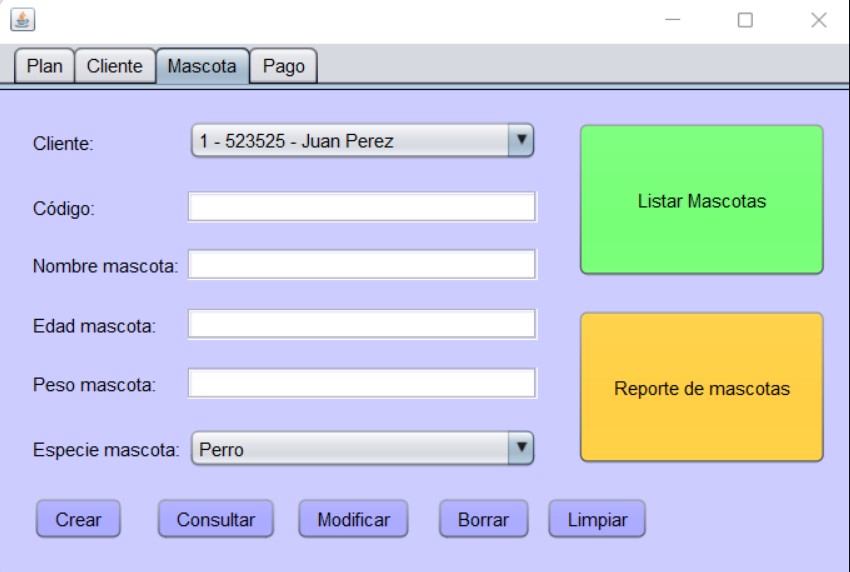 Plan Cliente Mascota Pago
Cliente: 1 - 523525 - Juan Perez
Código:
Nombre mascota:
Edad mascota:
Peso mascota:
Especie mascota: Perro
Listar Mascotas
Reporte de mascotas
Crear Consultar Modificar Borrar Limpiar